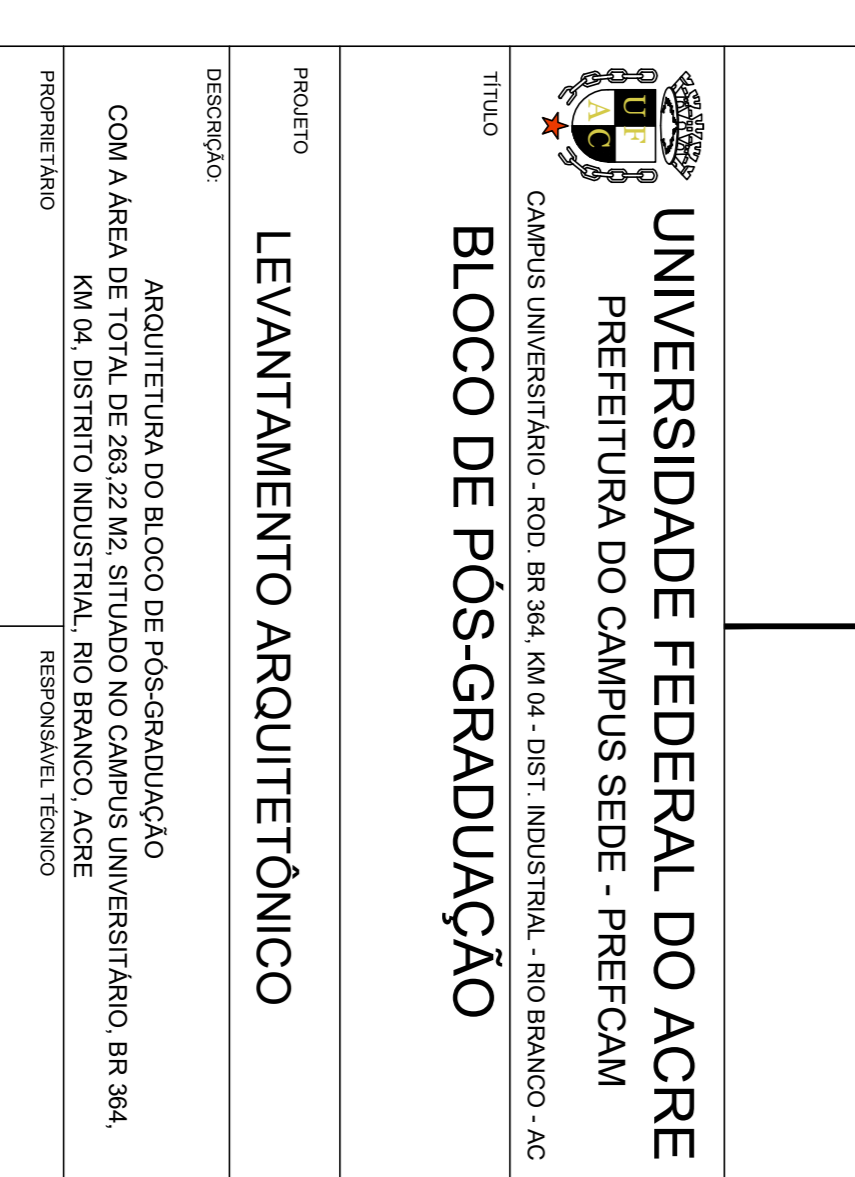 UF
AC
UNIVERSIDADE FEDERAL DO ACRE
PREFEITURA DO CAMPUS SEDE - PREFCAM
CAMPUS UNIVERSITÁRIO - ROD. BR 364, KM 04 - DIST. INDUSTRIAL - RIO BRANCO - AC
TÍTULO
BLOCO DE PÓS-GRADUAÇÃO
PROJETO
LEVANTAMENTO ARQUITETÔNICO
DESCRIÇÃO:
ARQUITETURA DO BLOCO DE PÓS-GRADUAÇÃO
COM A ÁREA DE TOTAL DE 263,22 M2, SITUADO NO CAMPUS UNIVERSITÁRIO, BR 364,
KM 04, DISTRITO INDUSTRIAL, RIO BRANCO, ACRE
PROPRIETÁRIO
RESPONSÁVEL TÉCNICO